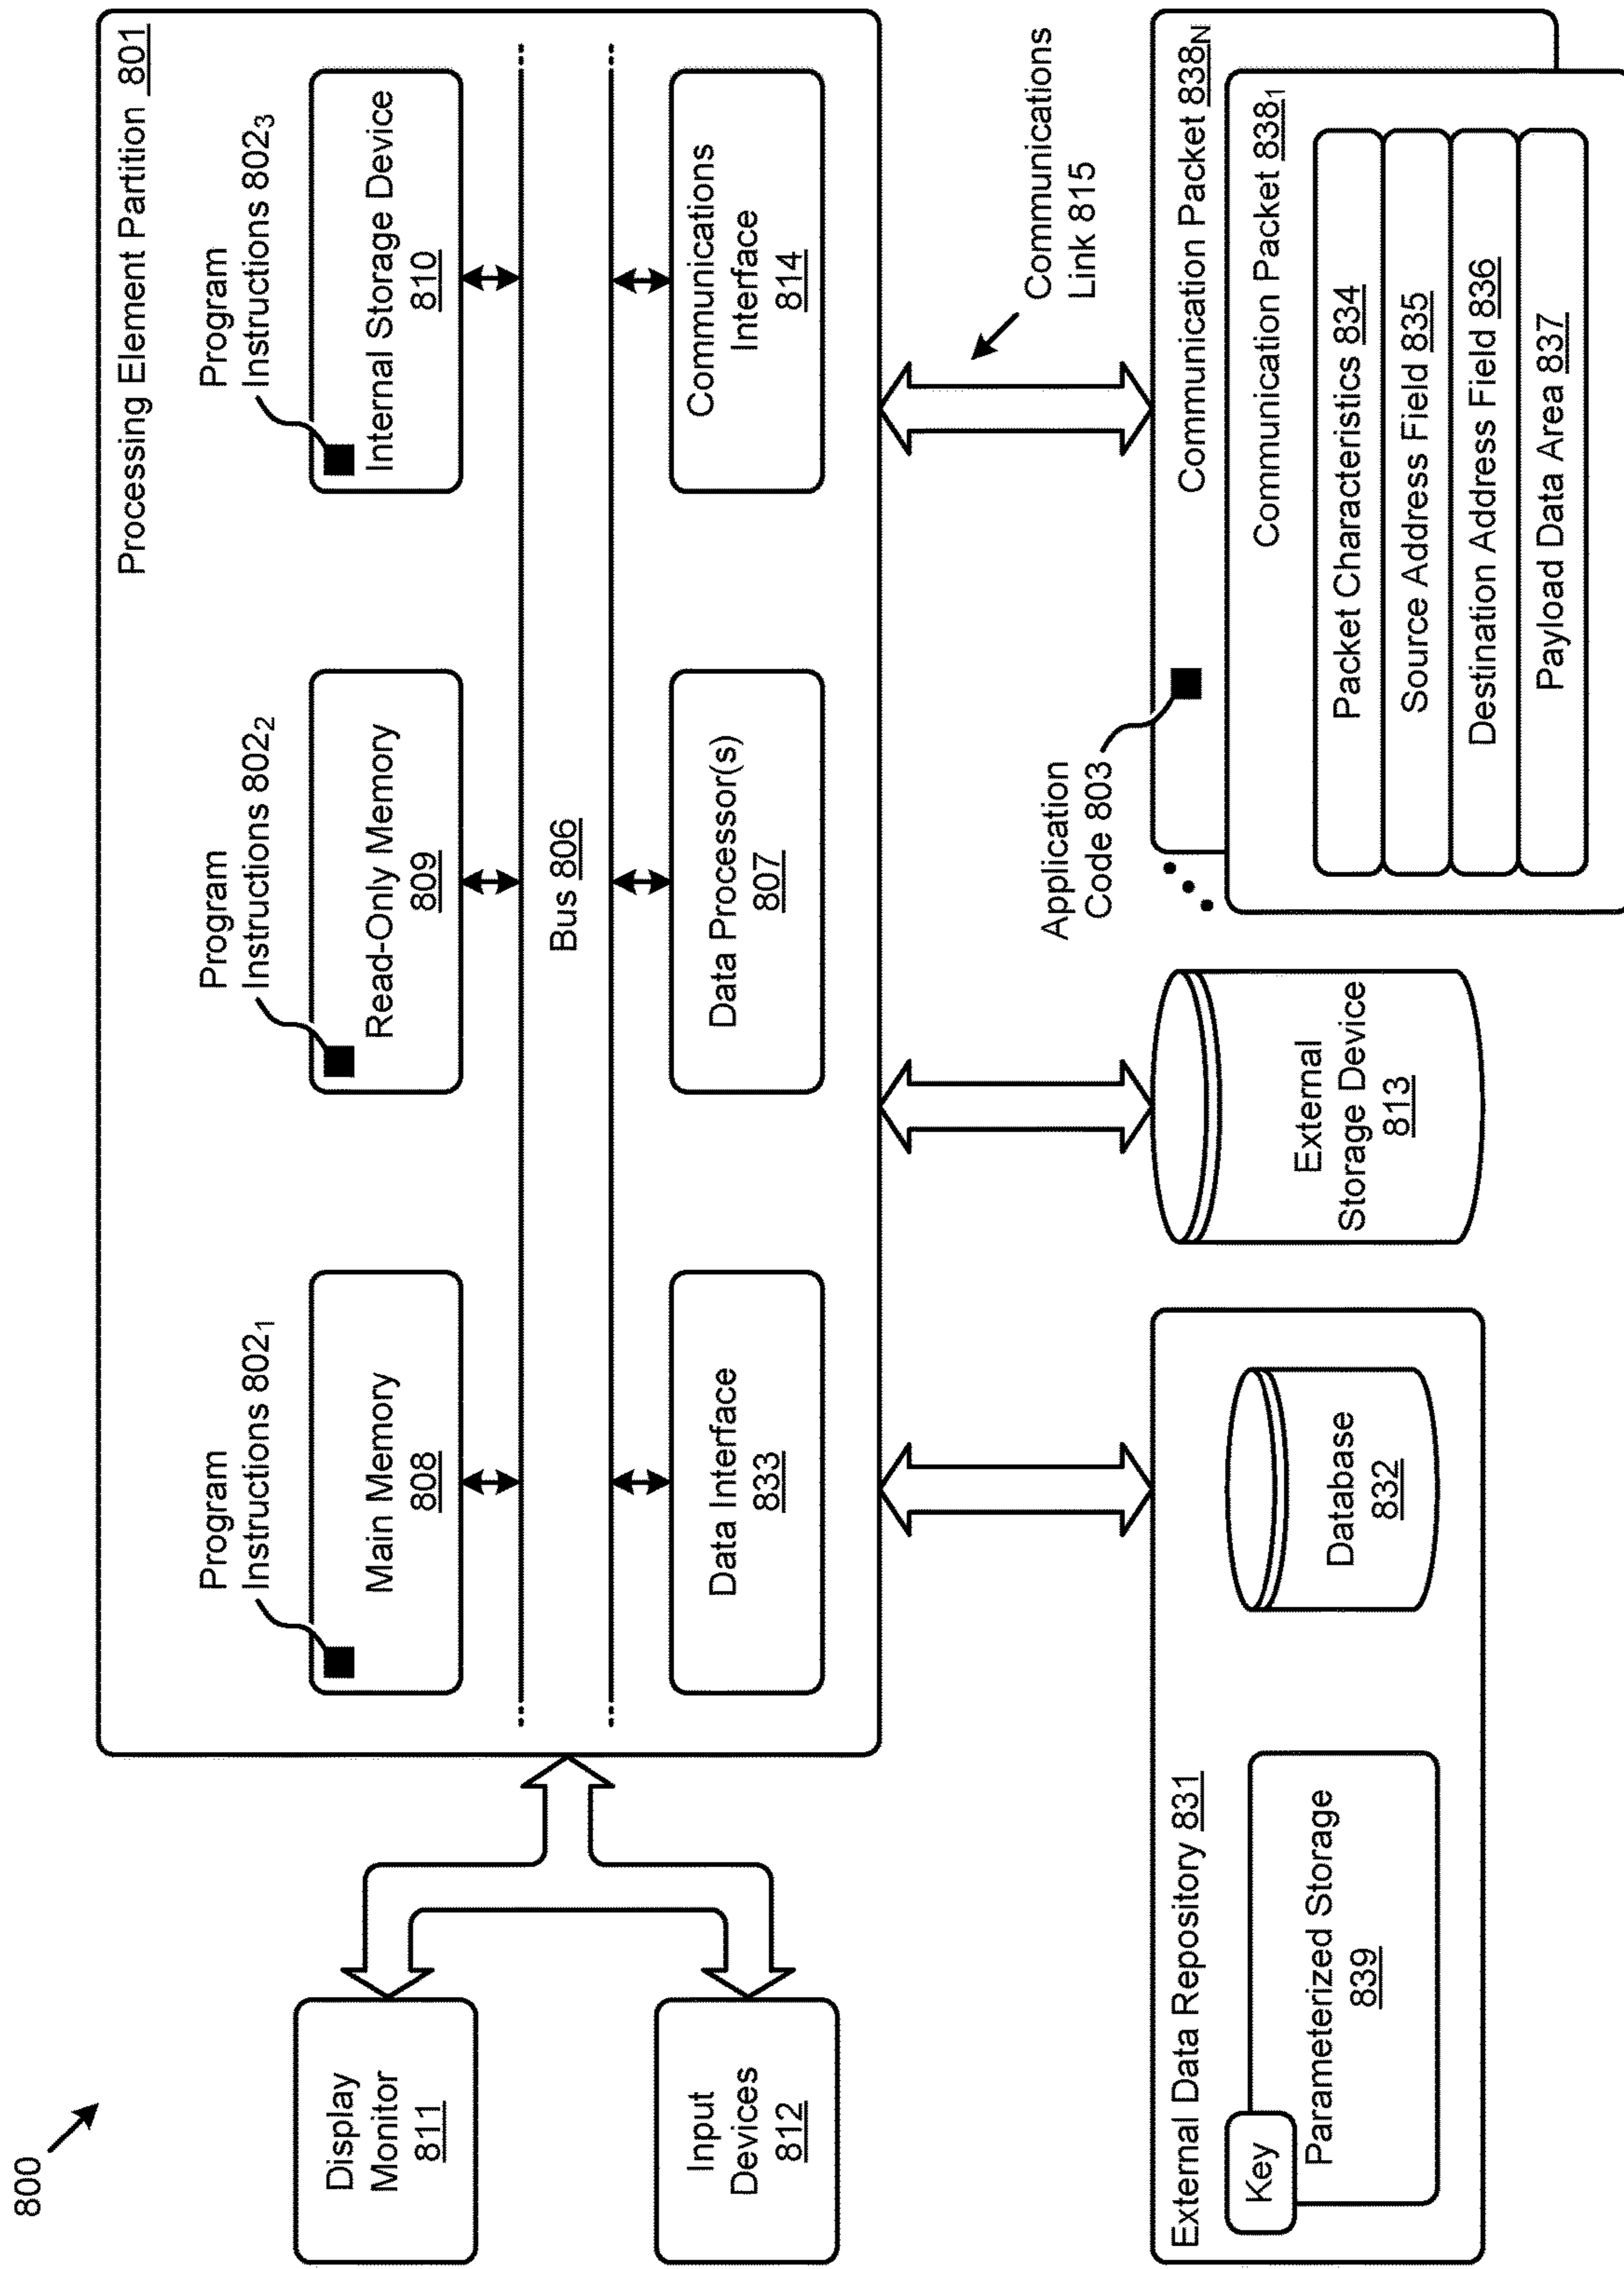 800
Processing Element Partition 801
Program
Instructions 802₁
Program
Instructions 802₂
Program
Instructions 802₃
Main Memory
808
Read-Only Memory
809
Internal Storage Device
810
Display
Monitor
811
Bus 806
Input
Devices
812
Data Interface
833
Data Processor(s)
807
Communications
Interface
814
Communications
Link 815
Application
Code 803
External Data Repository 831
Key
Parameterized Storage
839
Database
832
External
Storage Device
813
Communication Packet 838N
Communication Packet 838₁
Packet Characteristics 834
Source Address Field 835
Destination Address Field 836
Payload Data Area 837